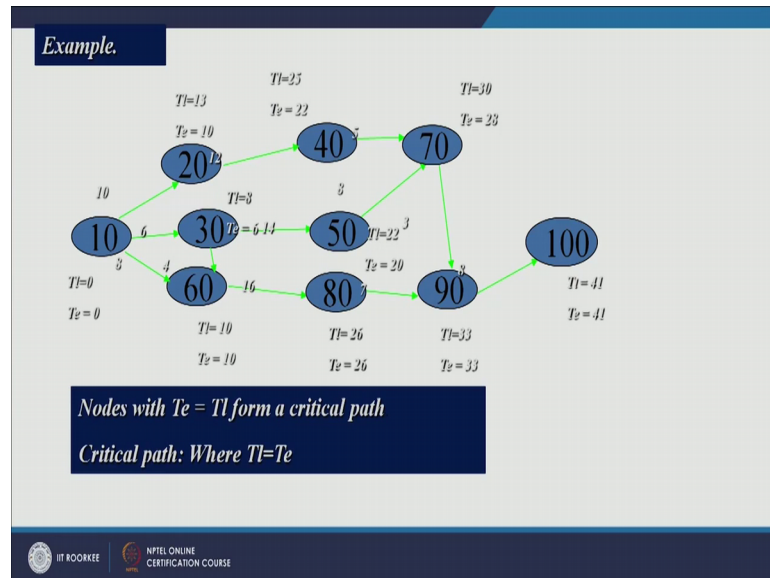 Example.
Tl=25
Tl=30
Tl=13
Te = 22
Te = 28
Te = 10
5
40
70
12
20
10
Tl=8
8
3
6
Te = 6
14
10
30
50
Tl=22
100
Te = 20
8
4
8
Tl=0
60
16
80
7
90
Tl= 41
Te = 0
Te = 41
Tl= 10
Tl= 26
Tl=33
Te = 10
Te = 26
Te = 33
Nodes with Te = Tl form a critical path
Critical path: Where Tl=Te
IIT ROORKEE
NPTEL ONLINE
CERTIFICATION COURSE